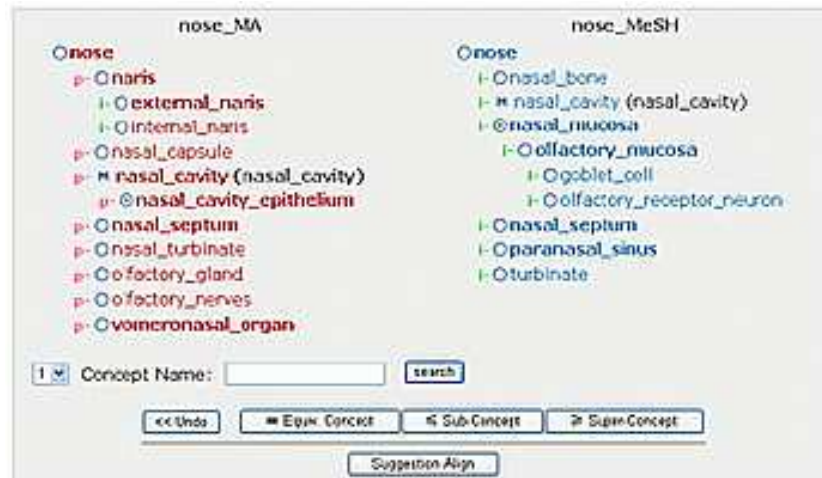 nose_MA
nose
p- naris
i- external_naris
i- internal_naris
p- nasal_capsule
p- M nasal_cavity (nasal_cavity)
p- nasal_cavity_epithelium
p- nasal_septum
p- nasal_turbinate
p- olfactory_gland
p- olfactory_nerves
p- vomeronasal_organ
nose_MeSH
nose
i- nasal_bone
i- M nasal_cavity (nasal_cavity)
i- nasal_mucosa
i- olfactory_mucosa
i- goblet_cell
i- olfactory_receptor_neuron
i- nasal_septum
i- paranasal_sinus
i- turbinate
1 Concept Name: search
<< Undo = Equiv. Concept ≤ Sub-Concept ≥ Super-Concept
Suggestion Align